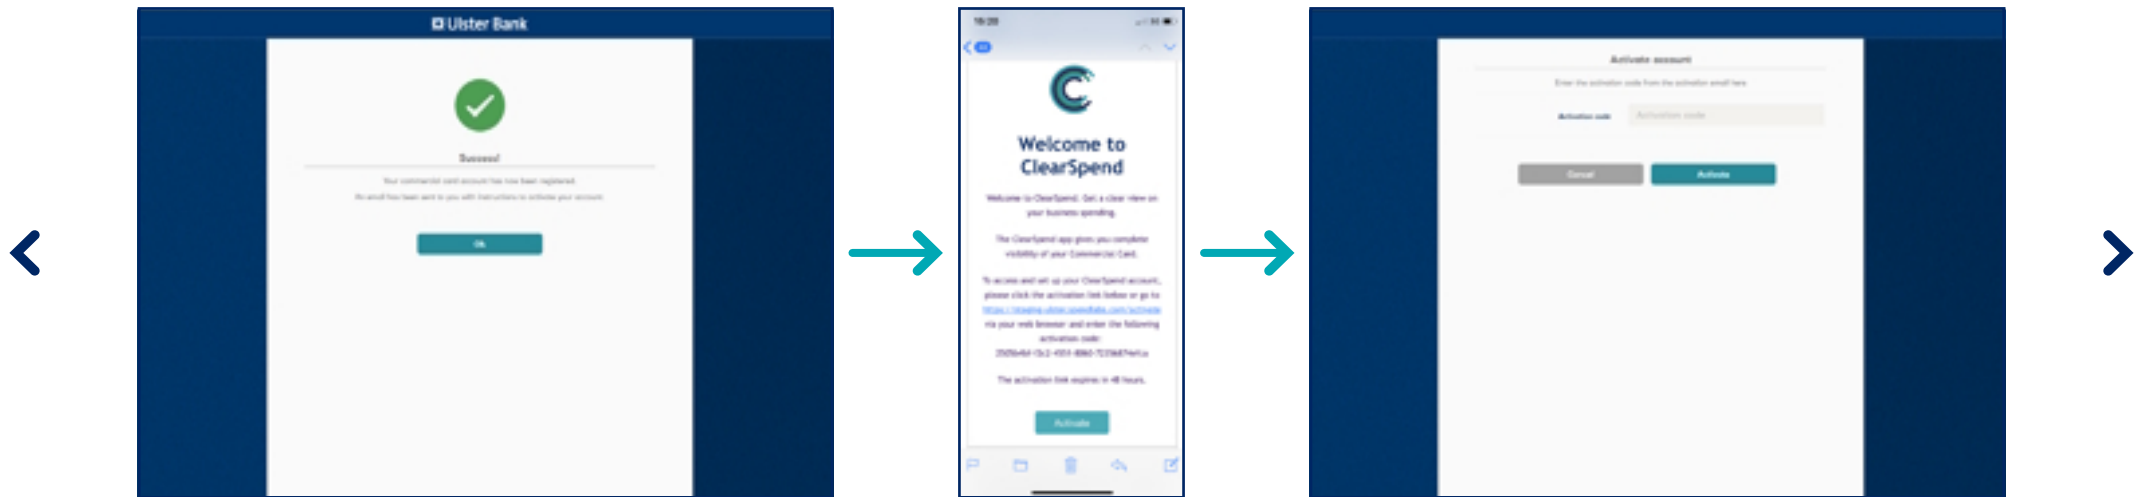 Ulster Bank
Success!
Your commercial card account has now been registered.
An email has been sent to you with instructions to activate your account.
Ok
15:20
Welcome to
ClearSpend
Welcome to ClearSpend. Get a clear view on
your business spending.
The ClearSpend app gives you complete
visibility of your Commercial Card.
To access and set up your ClearSpend account,
please click the activation link below or go to
via your web browser and enter the following
activation code:
The activation link expires in 48 hours.
Activate
Activate account
Enter the activation code from the activation email here
Activation code
Activation code
Cancel
Activate